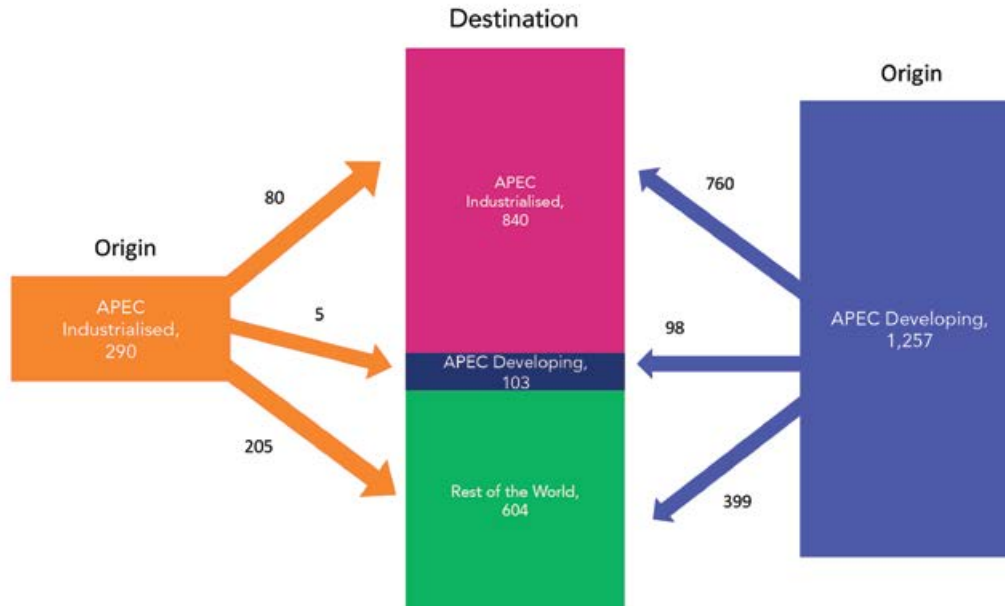 Destination
Origin
APEC
Industrialised,
840
760
80
Origin
APEC
Industrialised,
290
5
98
APEC Developing,
1,257
APEC Developing,
103
205
Rest of the World,
604
399